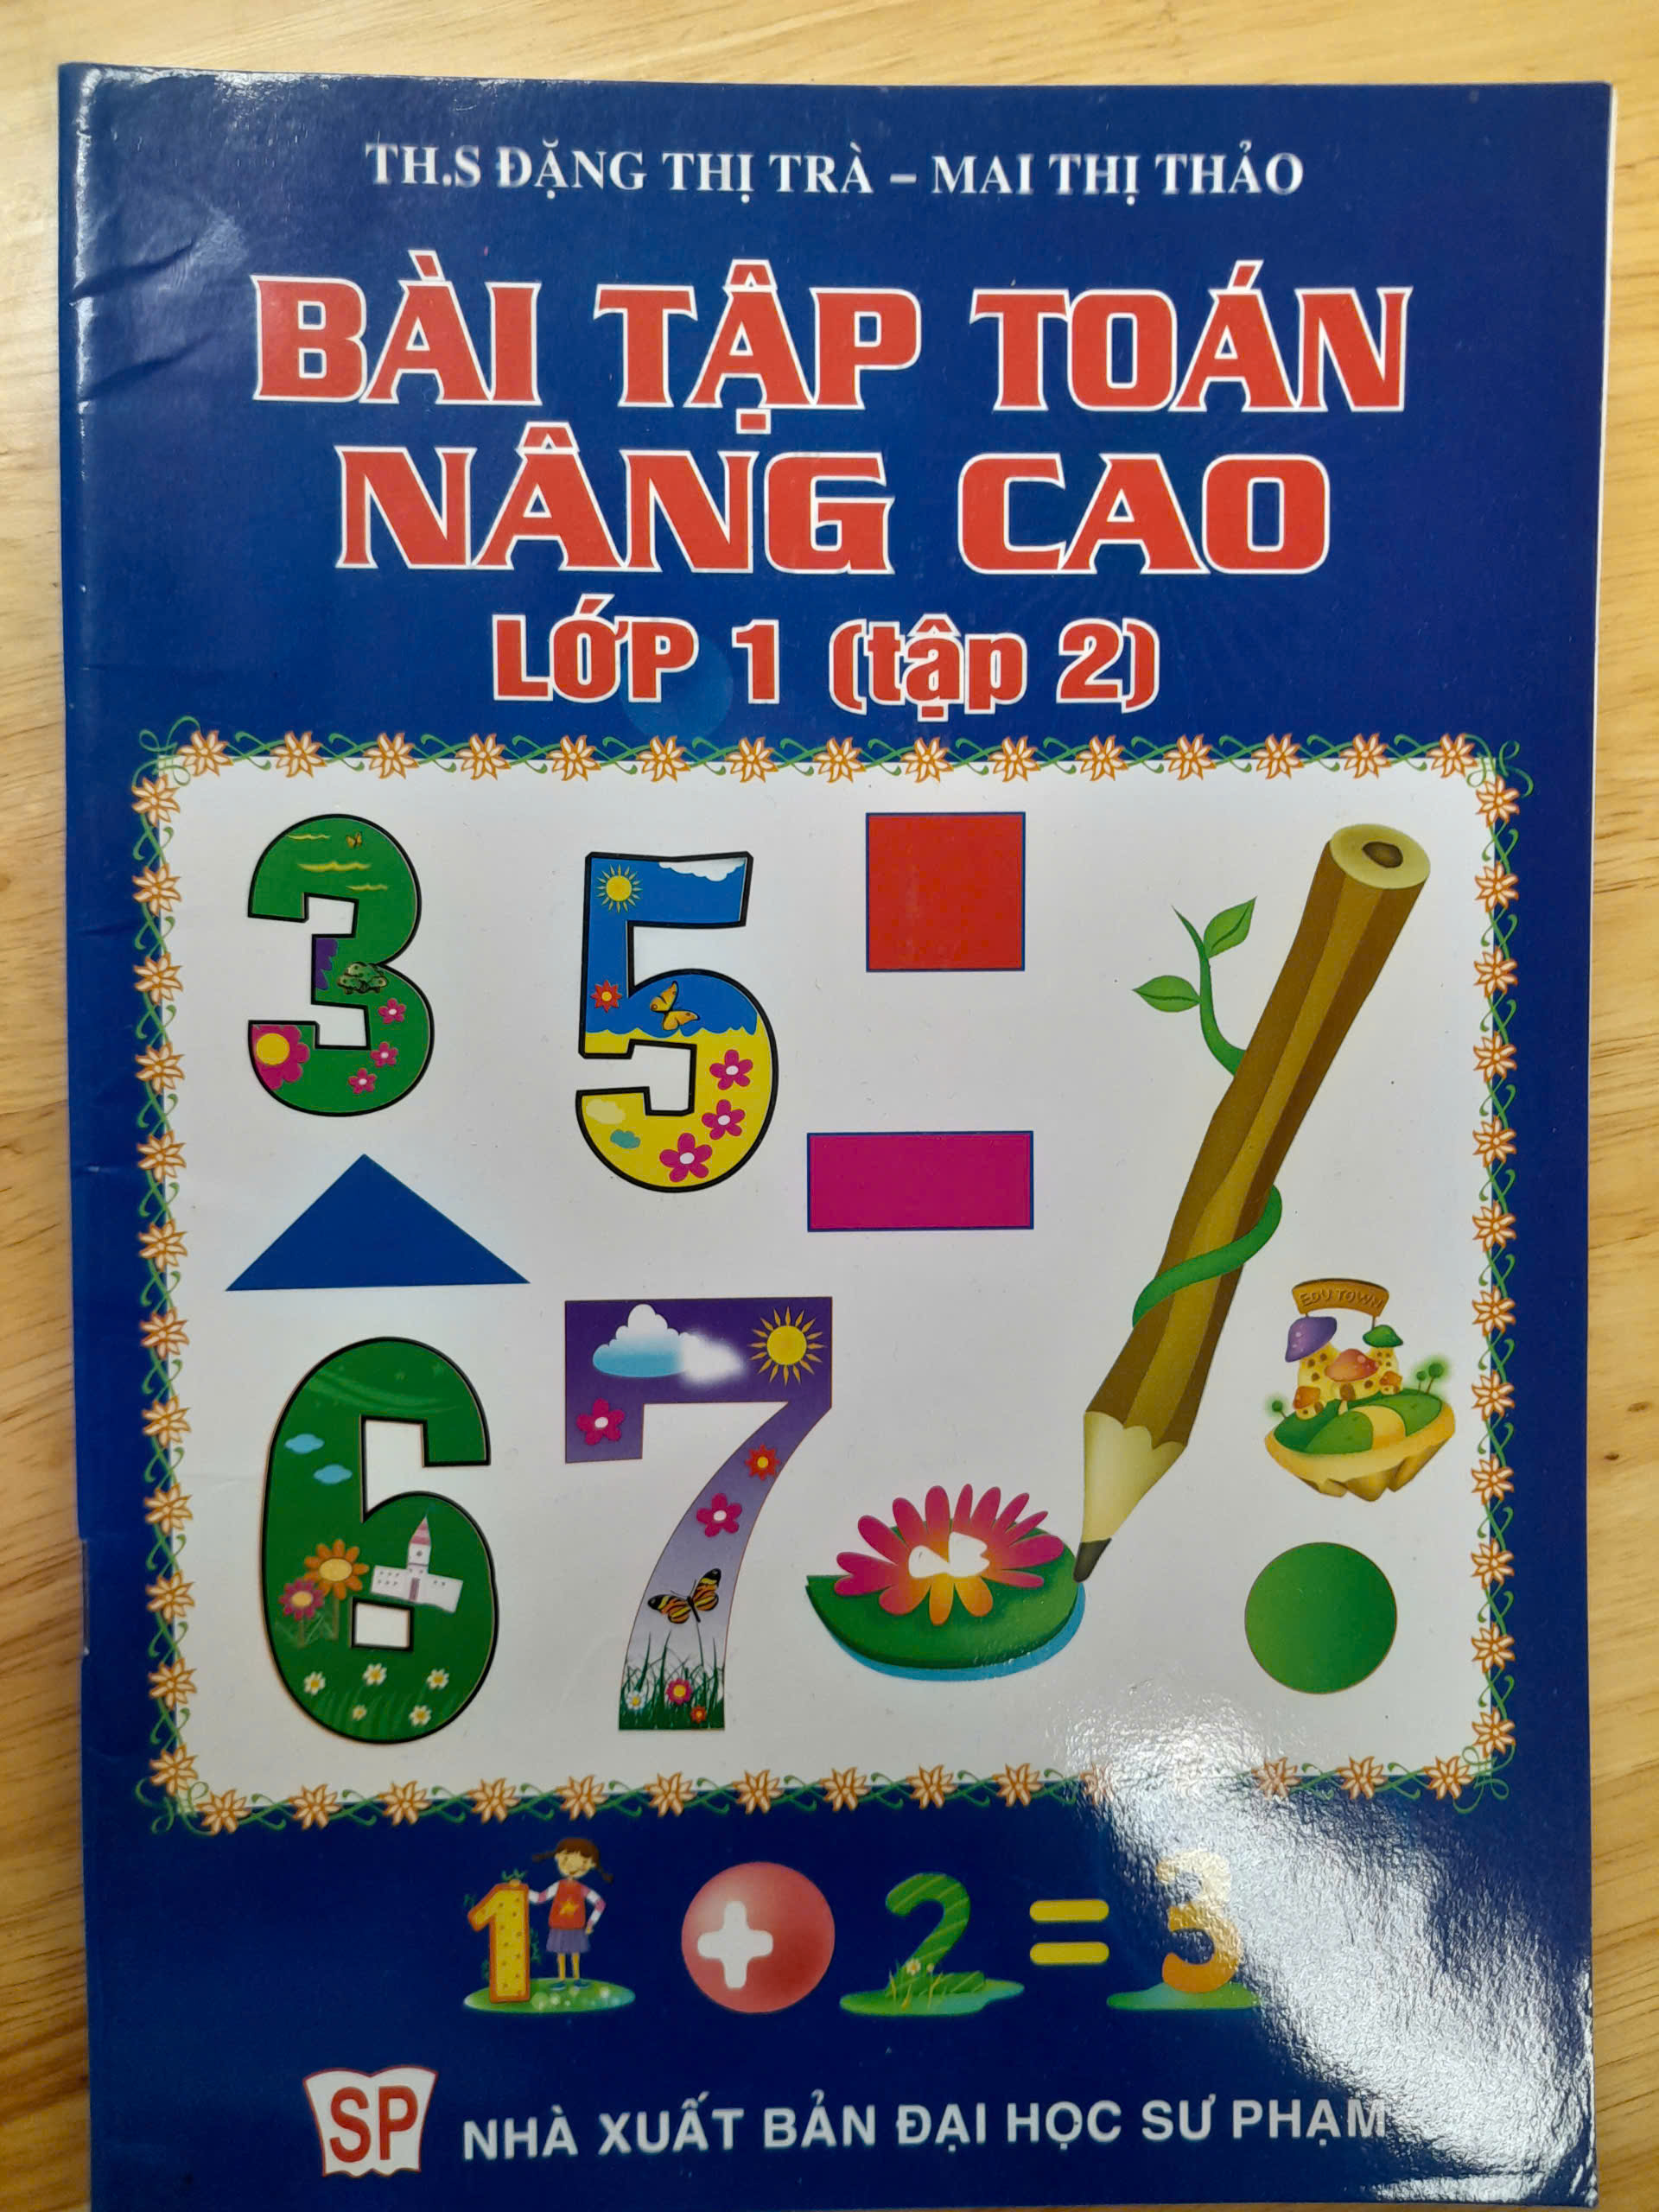 TH.S ĐẶNG THỊ TRÀ – MAI THỊ THẢO
BÀI TẬP TOÁN
NÂNG CAO
LỚP 1 (tập 2)
3 5
EDU TOWN
6 7
1 + 2 = 3
SP NHÀ XUẤT BẢN ĐẠI HỌC SƯ PHẠM